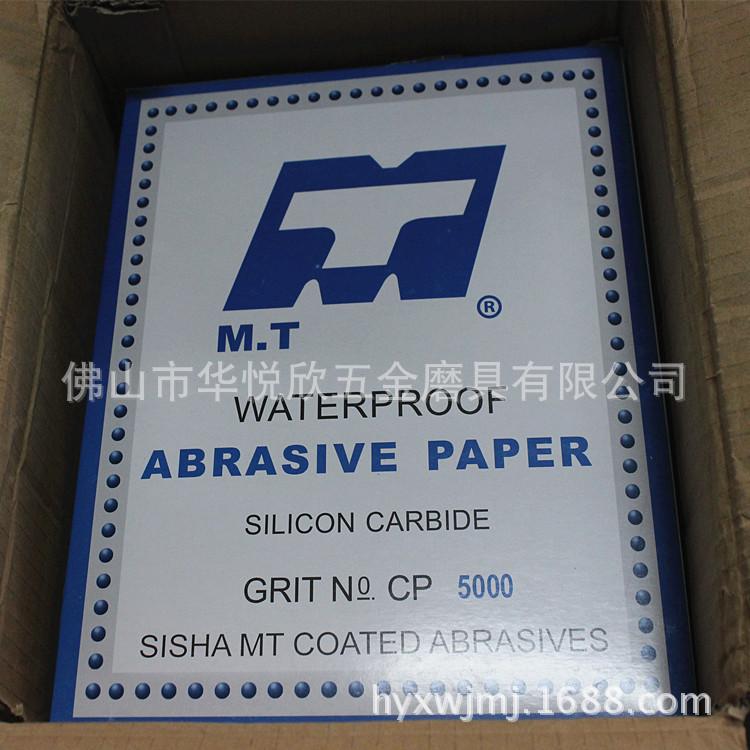 MT
®
M.T
佛山市华悦欣五金磨具有限公司
WATERPROOF
ABRASIVE PAPER
SILICON CARBIDE
GRIT Nº. CP 5000
SISHA MT COATED ABRASIVES
hyxwjmj.1688.com